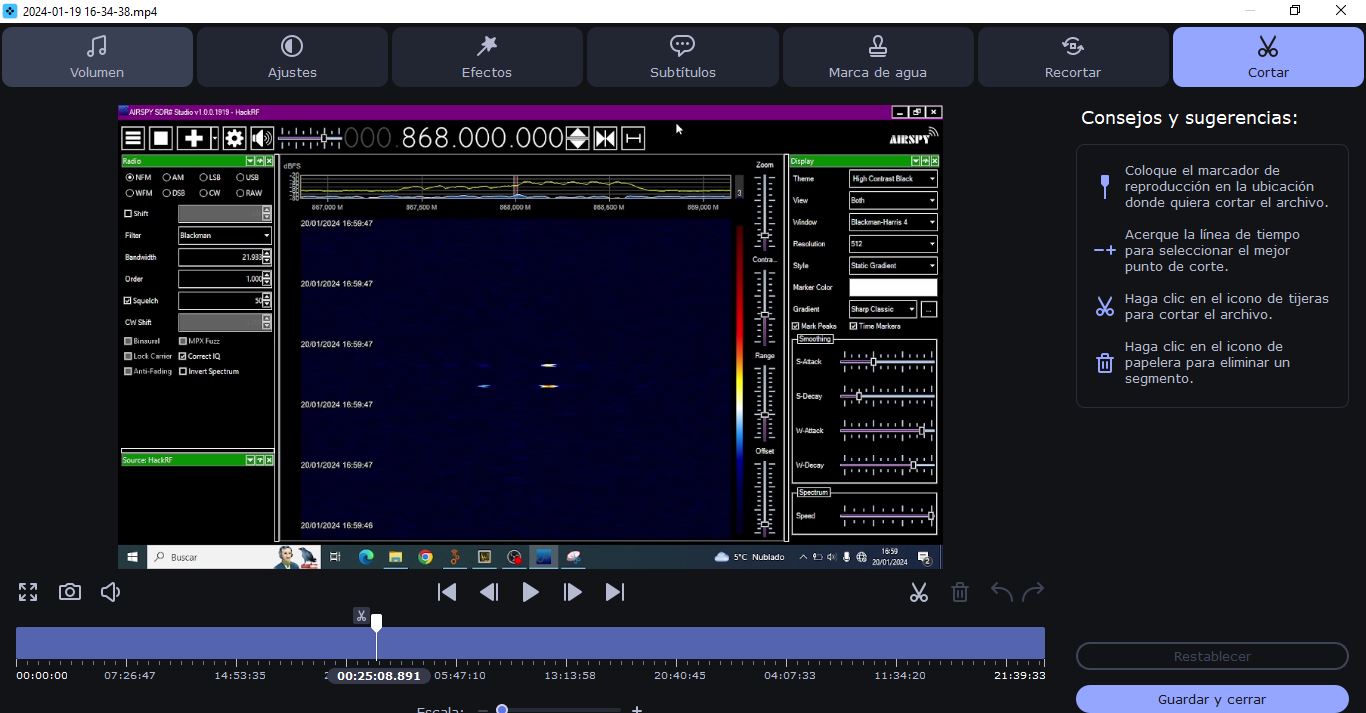 2024-01-19 16-34-38.mp4
Volumen
Ajustes
Efectos
Subtítulos
Marca de agua
Recortar
Cortar
AIRSPY SDR# Studio v1.0.0.1919 - HackRF
000.868.000.000
AIRSPY
Radio
NFM AM LSB USB
WFM DSB CW RAW
Shift
Filter Blackman
Bandwidth
Order 1,000
Squelch 50
CW Shift
Binaural MPX Fuzz
Lock Carrier Correct IQ
Anti-Fading Invert Spectrum
Source: HackRF
dBFS
3
867,000 M 867,500 M 868,000 M 868,500 M 869,000 M
20/01/2024 16:59:47
20/01/2024 16:59:47
20/01/2024 16:59:47
20/01/2024 16:59:47
20/01/2024 16:59:47
20/01/2024 16:59:46
Zoom
Contra...
Range
Offset
Display
Theme High Contrast Black
View Both
Window Blackman-Harris 4
Resolution 512
Style Static Gradient
Marker Color
Gradient Sharp Classic ...
Mark Peaks Time Markers
Smoothing
S-Attack
S-Decay
W-Attack
W-Decay
Spectrum
Speed
Buscar
5°C Nublado
16:59
20/01/2024
2
Consejos y sugerencias:
Coloque el marcador de
reproducción en la ubicación
donde quiera cortar el archivo.
Acerque la línea de tiempo
para seleccionar el mejor
punto de corte.
Haga clic en el icono de tijeras
para cortar el archivo.
Haga clic en el icono de
papelera para eliminar un
segmento.
00:00:00 07:26:47 14:53:35 00:25:08.891 05:47:10 13:13:58 20:40:45 04:07:33 11:34:20 21:39:33
Escala:
Restablecer
Guardar y cerrar